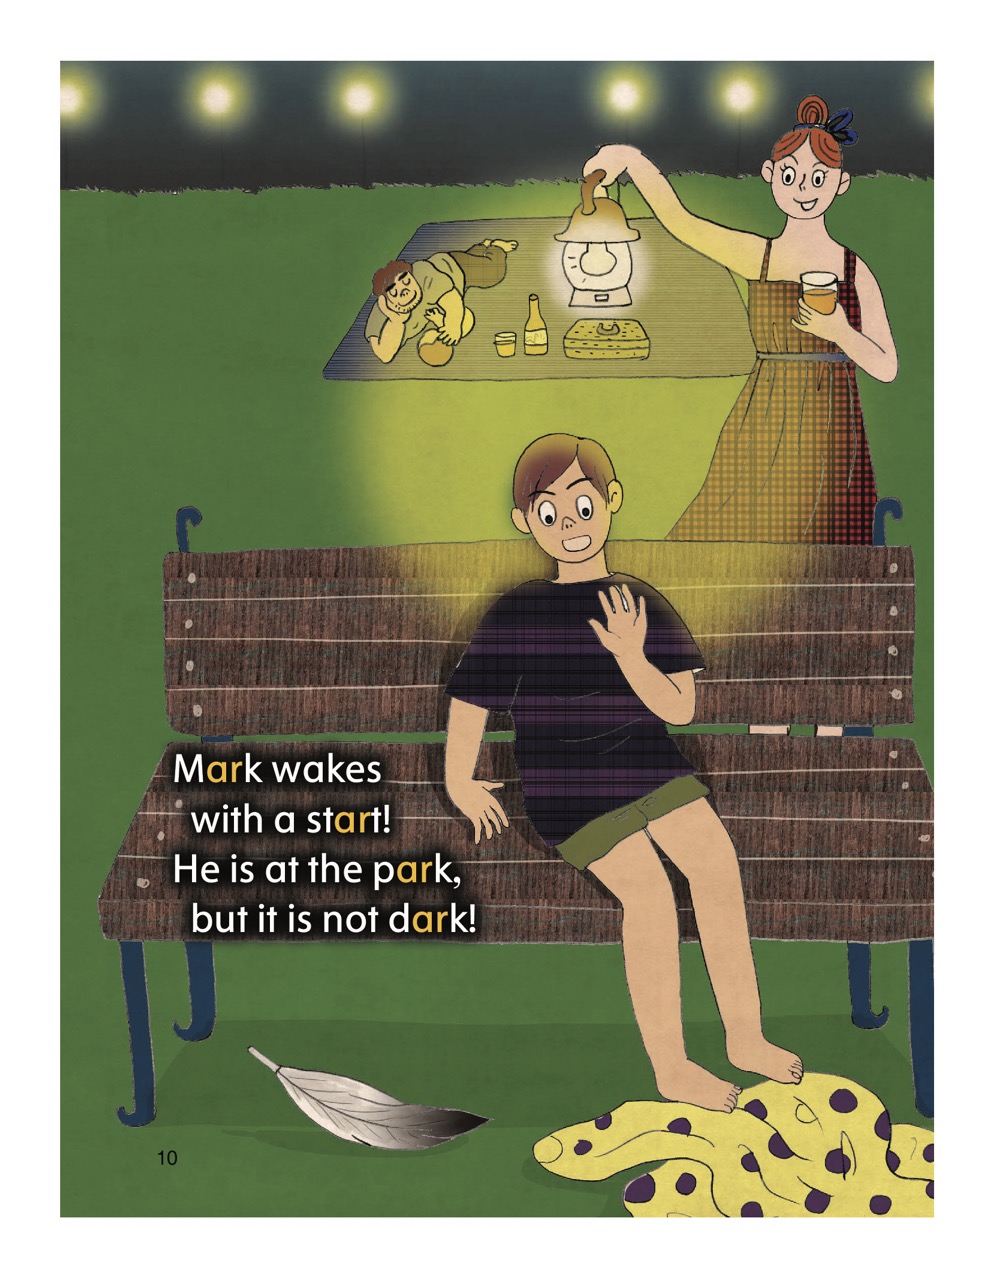 Mark wakes
with a start!
He is at the park,
but it is not dark!
10